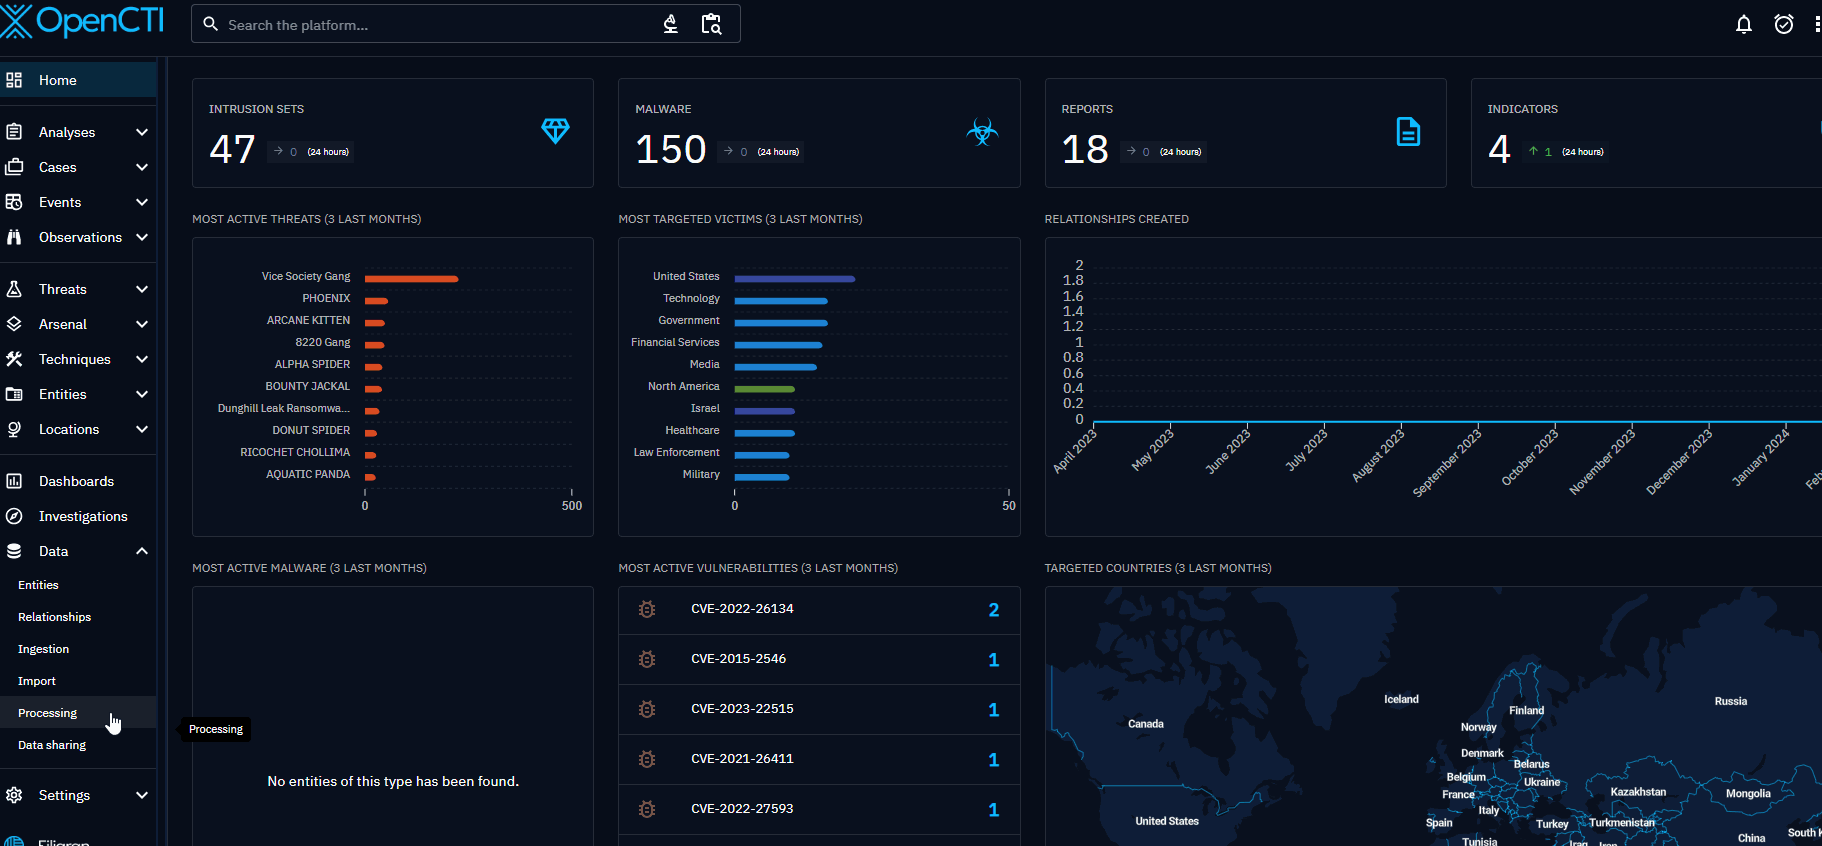 OpenCTI
Search the platform...
Home
Analyses
Cases
Events
Observations
Threats
Arsenal
Techniques
Entities
Locations
Dashboards
Investigations
Data
Entities
Relationships
Ingestion
Import
Processing
Data sharing
Settings
Filigran
Processing
INTRUSION SETS
47 0 (24 hours)
MALWARE
150 0 (24 hours)
REPORTS
18 0 (24 hours)
INDICATORS
4 1 (24 hours)
MOST ACTIVE THREATS (3 LAST MONTHS)
Vice Society Gang
PHOENIX
ARCANE KITTEN
8220 Gang
ALPHA SPIDER
BOUNTY JACKAL
Dunghill Leak Ransomwa...
DONUT SPIDER
RICOCHET CHOLLIMA
AQUATIC PANDA
0 500
MOST TARGETED VICTIMS (3 LAST MONTHS)
United States
Technology
Government
Financial Services
Media
North America
Israel
Healthcare
Law Enforcement
Military
0 50
RELATIONSHIPS CREATED
2
1.8
1.6
1.4
1.2
1
0.8
0.6
0.4
0.2
0
April 2023
May 2023
June 2023
July 2023
August 2023
September 2023
October 2023
November 2023
December 2023
January 2024
Feb
MOST ACTIVE MALWARE (3 LAST MONTHS)
No entities of this type has been found.
MOST ACTIVE VULNERABILITIES (3 LAST MONTHS)
CVE-2022-26134 2
CVE-2015-2546 1
CVE-2023-22515 1
CVE-2021-26411 1
CVE-2022-27593 1
TARGETED COUNTRIES (3 LAST MONTHS)
Iceland
Russia
Finland
Canada
Norway
Denmark
Belarus
Belgium
Ukraine
France
Kazakhstan
Mongolia
Italy
United States
Spain
Turkey
Turkmenistan
South K
China
Tunisia
Iraq
Iran